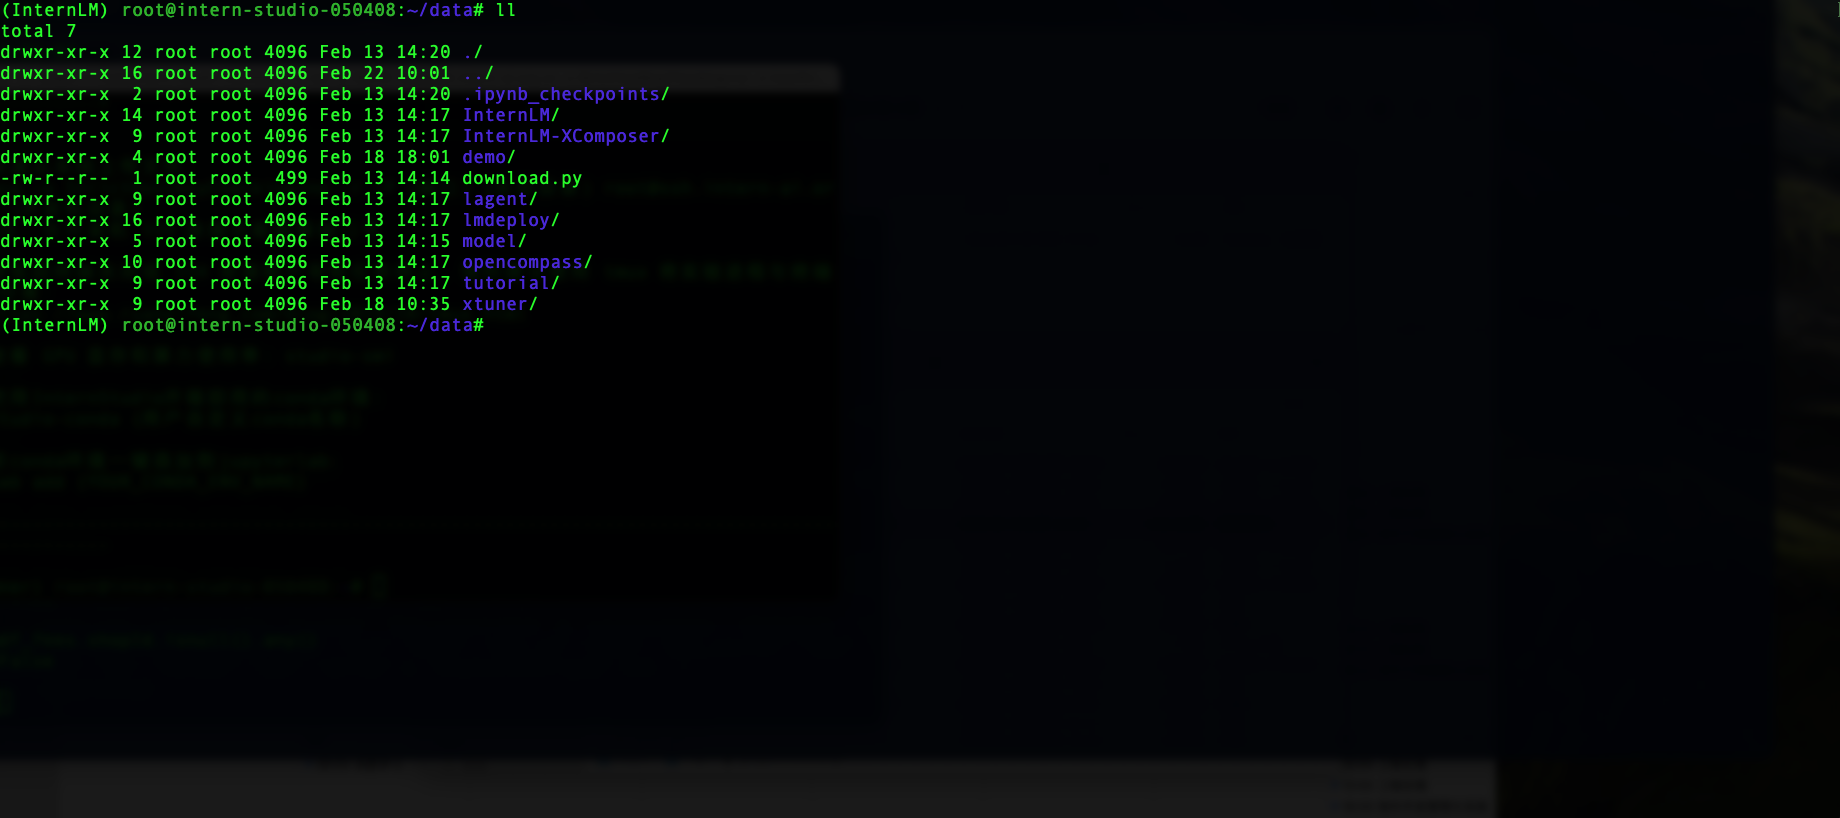 (InternLM) root@intern-studio-050408:~/data# ll
total 7
drwxr-xr-x 12 root root 4096 Feb 13 14:20 ./
drwxr-xr-x 16 root root 4096 Feb 22 10:01 ../
drwxr-xr-x  2 root root 4096 Feb 13 14:20 .ipynb_checkpoints/
drwxr-xr-x 14 root root 4096 Feb 13 14:17 InternLM/
drwxr-xr-x  9 root root 4096 Feb 13 14:17 InternLM-XComposer/
drwxr-xr-x  4 root root 4096 Feb 18 18:01 demo/
-rw-r--r--  1 root root  499 Feb 13 14:14 download.py
drwxr-xr-x  9 root root 4096 Feb 13 14:17 lagent/
drwxr-xr-x 16 root root 4096 Feb 13 14:17 lmdeploy/
drwxr-xr-x  5 root root 4096 Feb 13 14:15 model/
drwxr-xr-x 10 root root 4096 Feb 13 14:17 opencompass/
drwxr-xr-x  9 root root 4096 Feb 13 14:17 tutorial/
drwxr-xr-x  9 root root 4096 Feb 18 10:35 xtuner/
(InternLM) root@intern-studio-050408:~/data#